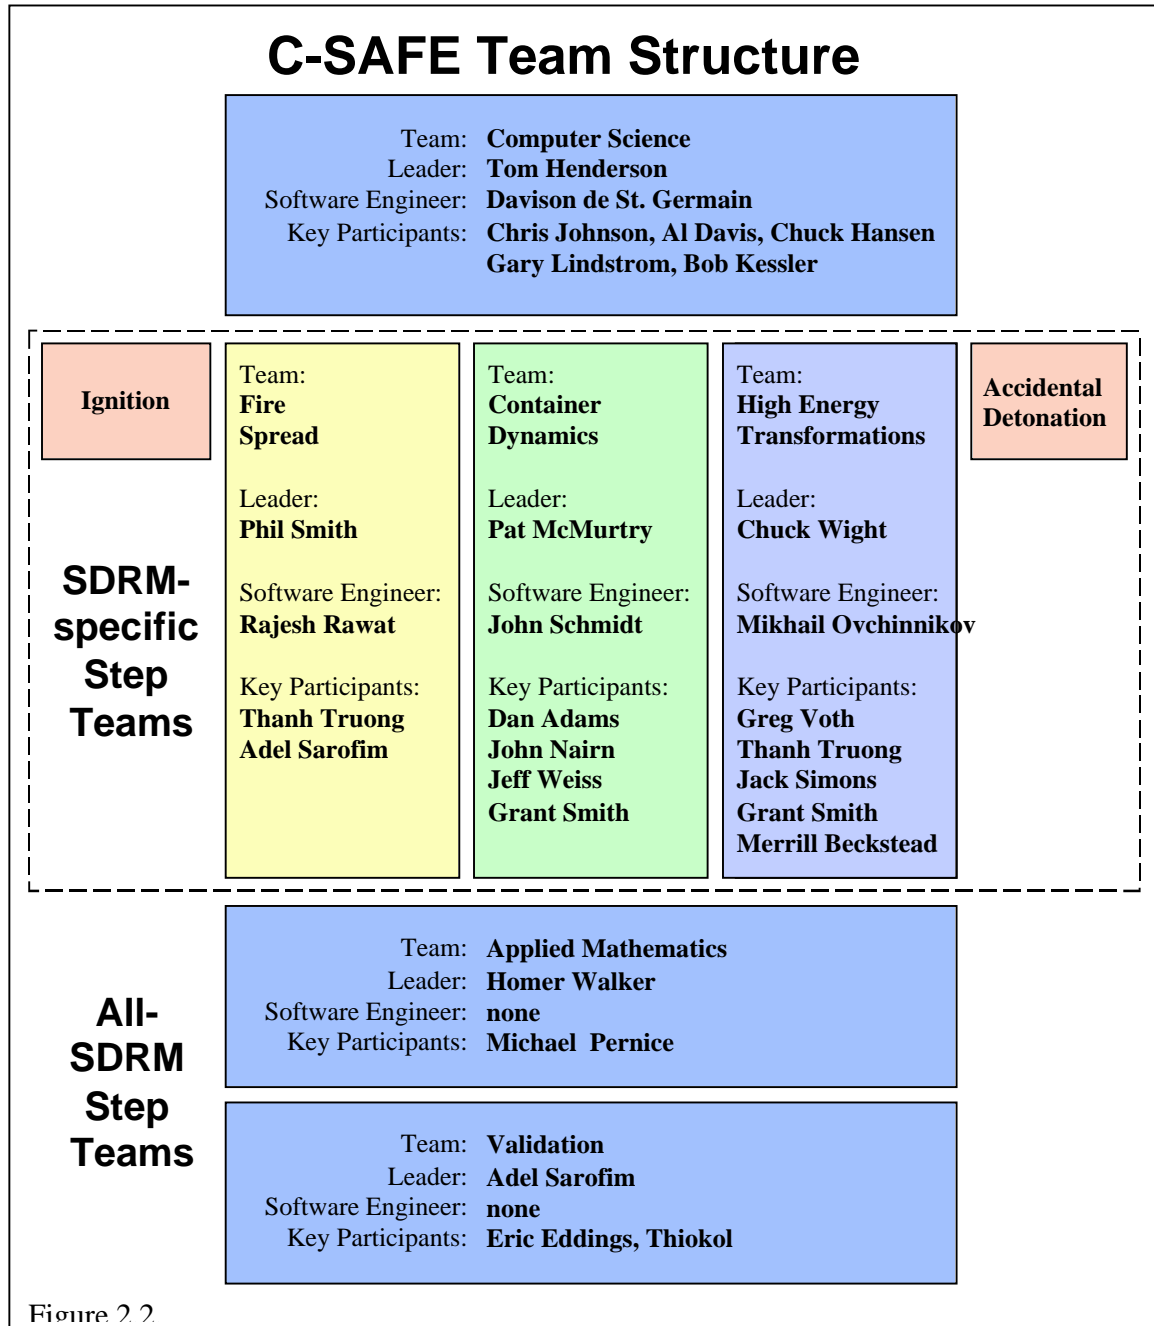 C-SAFE Team Structure
Team: Computer Science
Leader: Tom Henderson
Software Engineer: Davison de St. Germain
Key Participants: Chris Johnson, Al Davis, Chuck Hansen
Gary Lindstrom, Bob Kessler
Ignition
Team:
Fire
Spread
Leader:
Phil Smith
Software Engineer:
Rajesh Rawat
Key Participants:
Thanh Truong
Adel Sarofim
Team:
Container
Dynamics
Leader:
Pat McMurtry
Software Engineer:
John Schmidt
Key Participants:
Dan Adams
John Nairn
Jeff Weiss
Grant Smith
Team:
High Energy
Transformations
Leader:
Chuck Wight
Software Engineer:
Mikhail Ovchinnikov
Key Participants:
Greg Voth
Thanh Truong
Jack Simons
Grant Smith
Merrill Beckstead
Accidental
Detonation
SDRM-
specific
Step
Teams
Team: Applied Mathematics
Leader: Homer Walker
Software Engineer: none
Key Participants: Michael Pernice
All-
SDRM
Step
Teams
Team: Validation
Leader: Adel Sarofim
Software Engineer: none
Key Participants: Eric Eddings, Thiokol
Figure 2.2